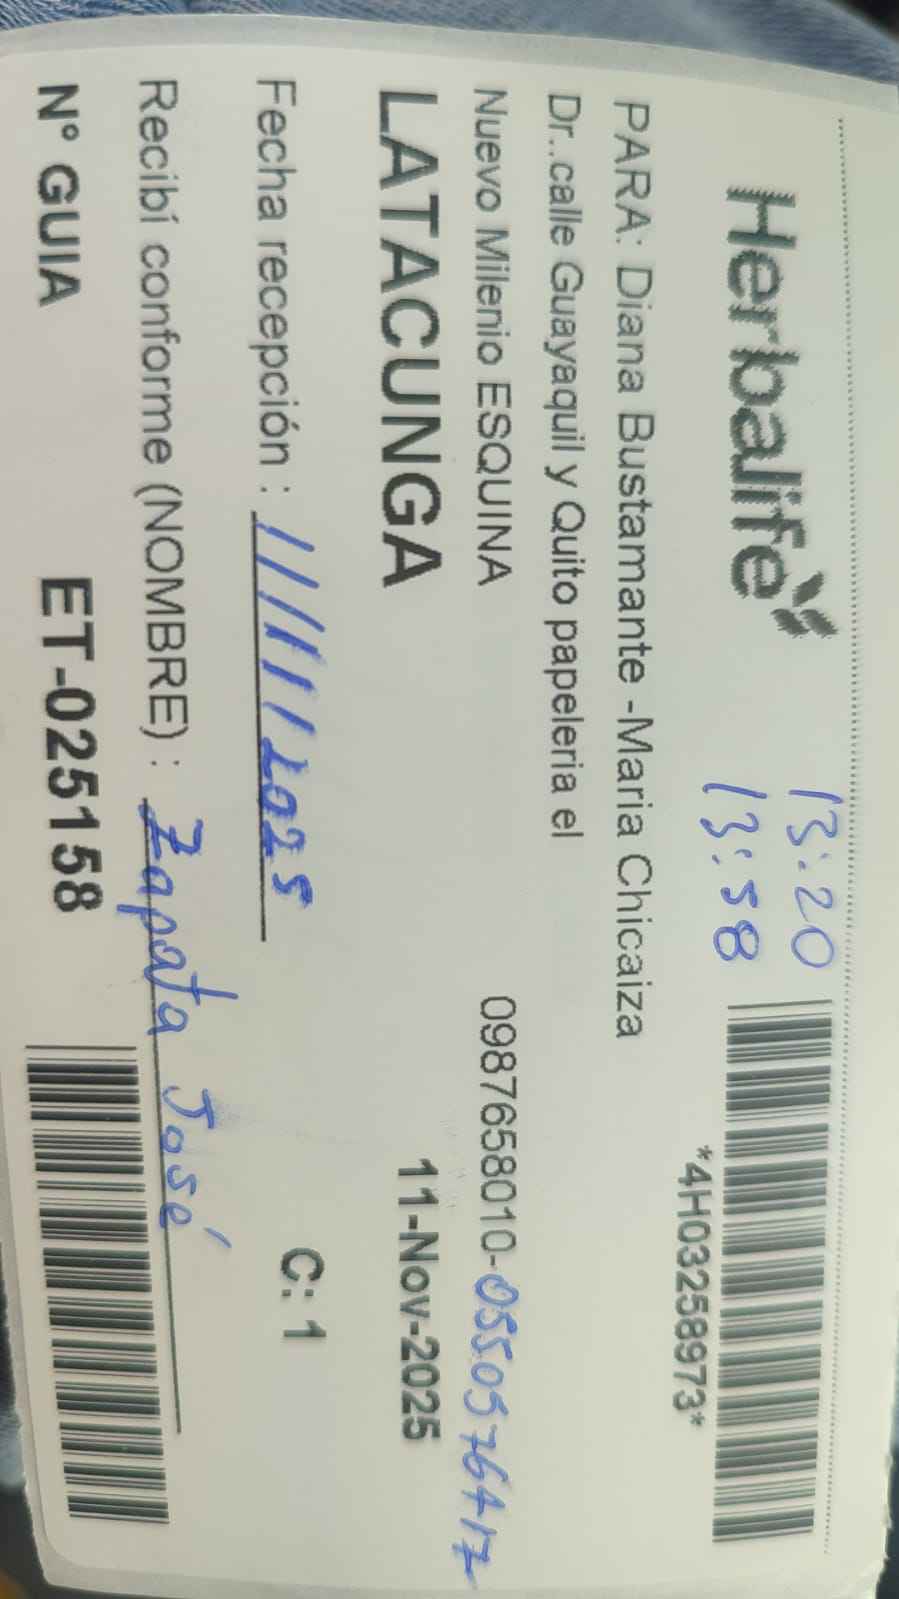 Herbalife
13:20
13:58
*4H03258973*
PARA: Diana Bustamante -Maria Chicaiza
Dr..calle Guayaquil y Quito papeleria el
Nuevo Milenio ESQUINA 0987658010-0550576417
LATACUNGA 11-Nov-2025
Fecha recepción : 11/11/2025 C: 1
Recibí conforme (NOMBRE) : Zapata José
N° GUIA ET-025158